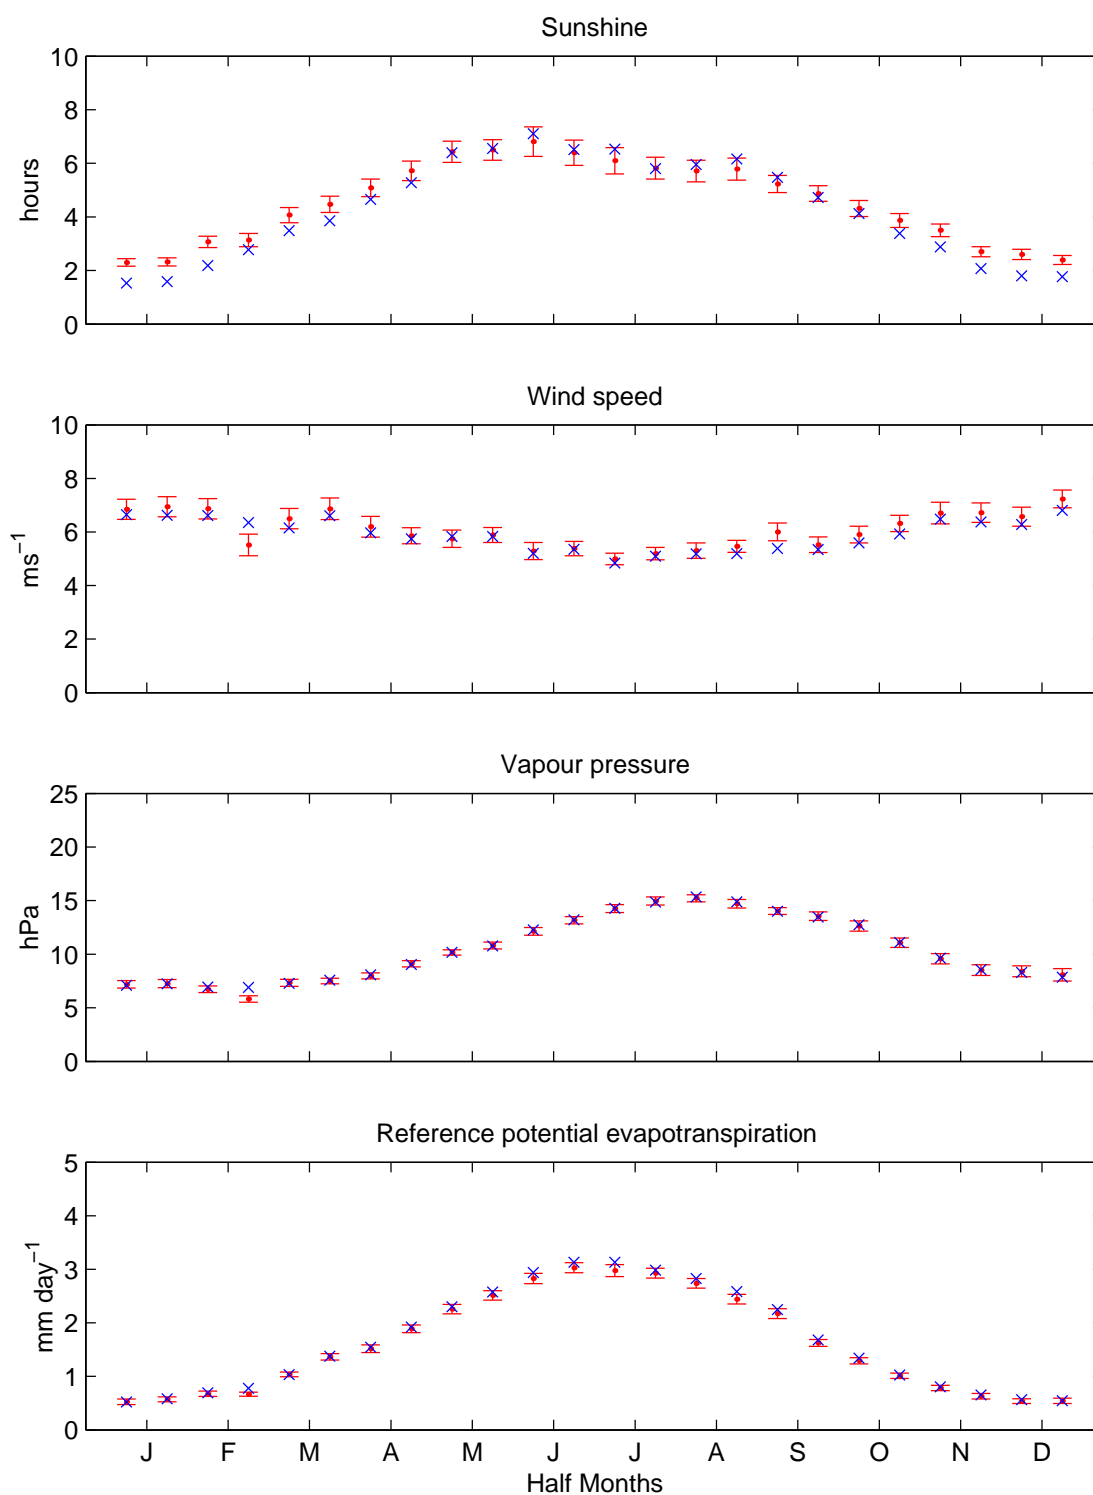 Sunshine
10
8
6
4
2
0
hours
Wind speed
10
8
6
4
2
0
ms⁻¹
Vapour pressure
25
20
15
10
5
0
hPa
Reference potential evapotranspiration
5
4
3
2
1
0
mm day⁻¹
J F M A M J J A S O N D
Half Months